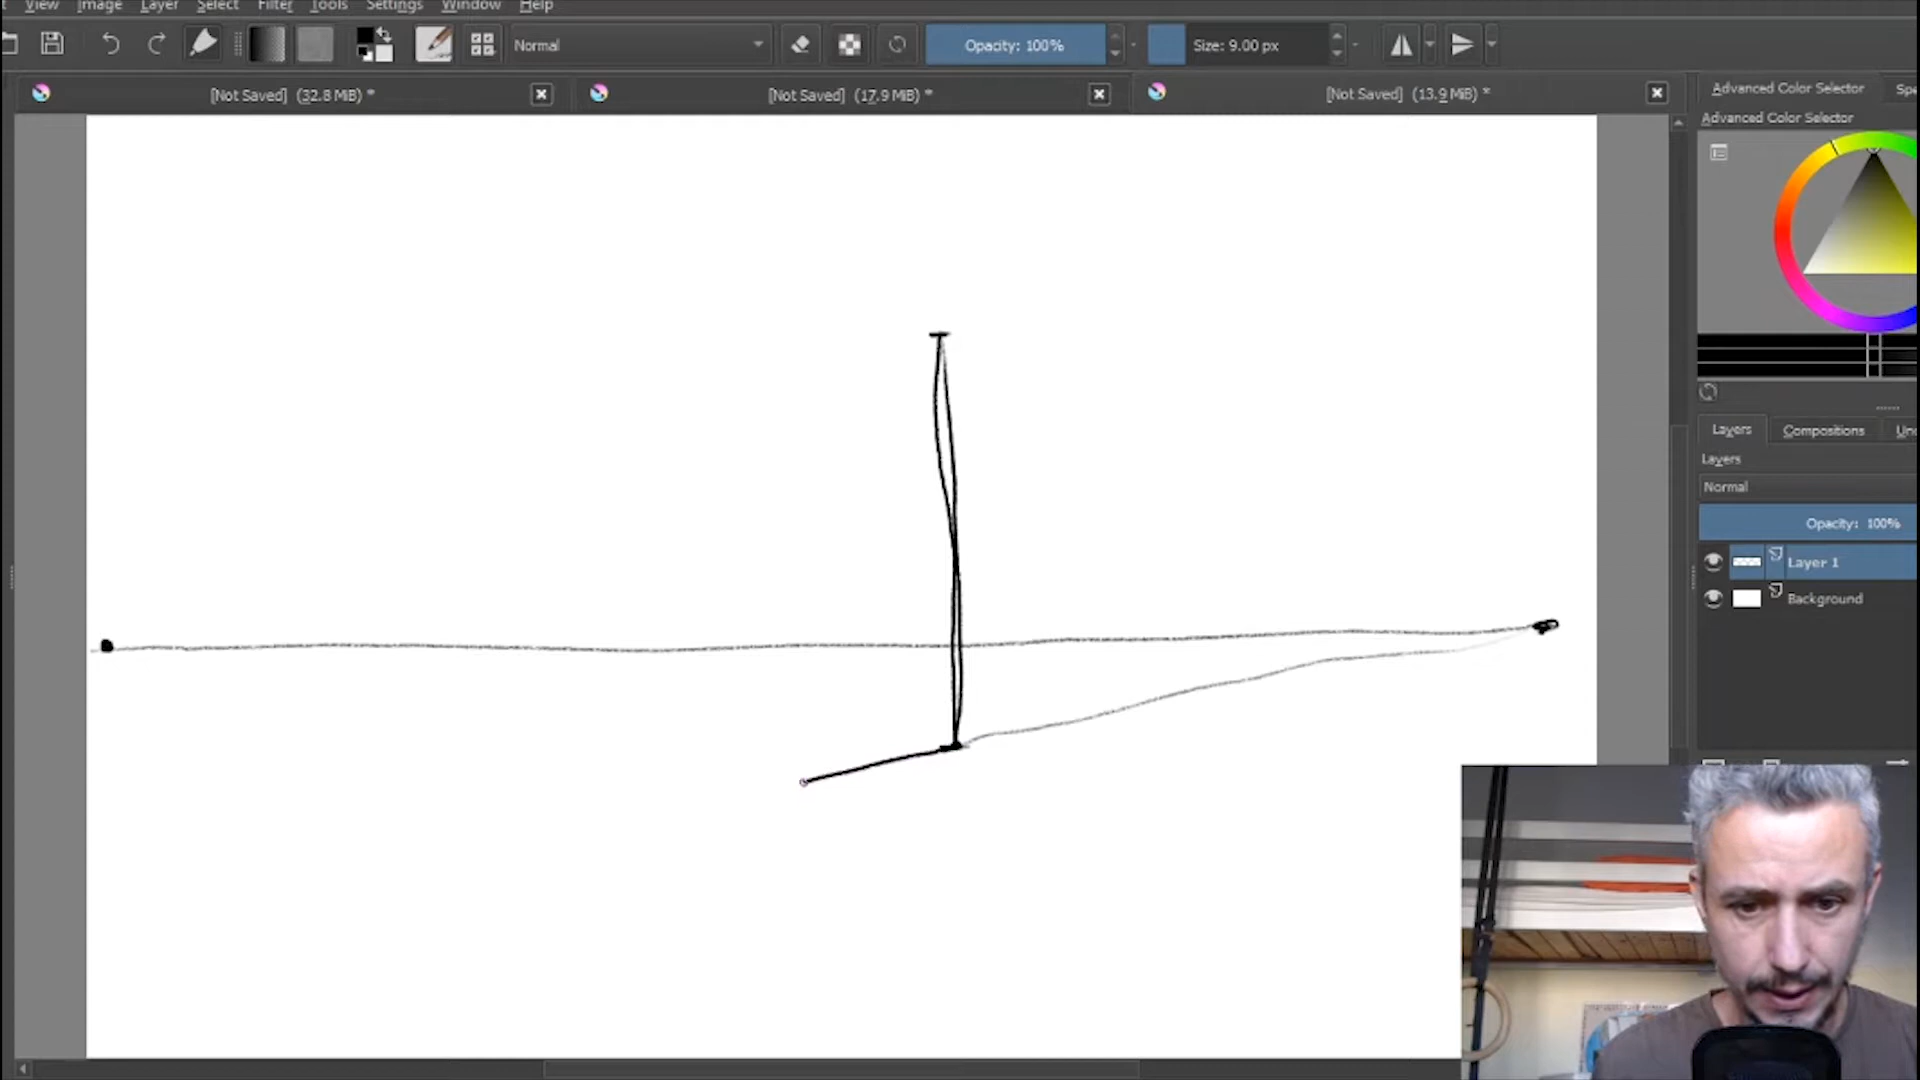 View Image Layer Select Filter Tools Settings Window Help
Normal Opacity: 100% Size: 9.00 px
[Not Saved] (32.8 MiB) * [Not Saved] (17.9 MiB) * [Not Saved] (13.9 MiB) *
Advanced Color Selector Spe
Advanced Color Selector
Layers Compositions Und
Layers
Normal
Opacity: 100%
Layer 1
Background